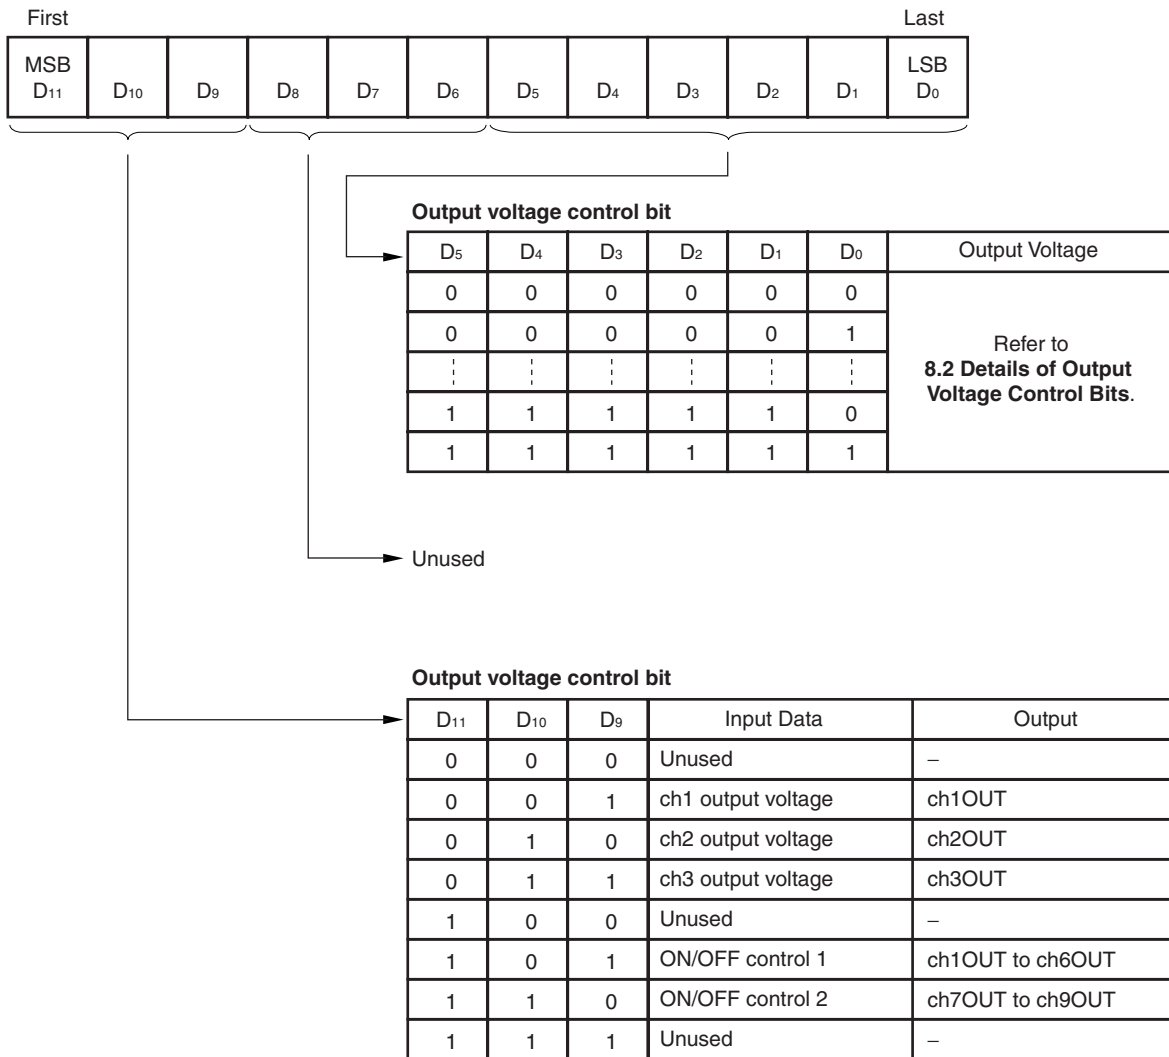 First Last
MSB LSB
D11 D10 D9 D8 D7 D6 D5 D4 D3 D2 D1 D0
Output voltage control bit
D5 D4 D3 D2 D1 D0 Output Voltage
0 0 0 0 0 0
0 0 0 0 0 1
Refer to
8.2 Details of Output
Voltage Control Bits.
1 1 1 1 1 0
1 1 1 1 1 1
Unused
Output voltage control bit
D11 D10 D9 Input Data Output
0 0 0 Unused –
0 0 1 ch1 output voltage ch1OUT
0 1 0 ch2 output voltage ch2OUT
0 1 1 ch3 output voltage ch3OUT
1 0 0 Unused –
1 0 1 ON/OFF control 1 ch1OUT to ch6OUT
1 1 0 ON/OFF control 2 ch7OUT to ch9OUT
1 1 1 Unused –